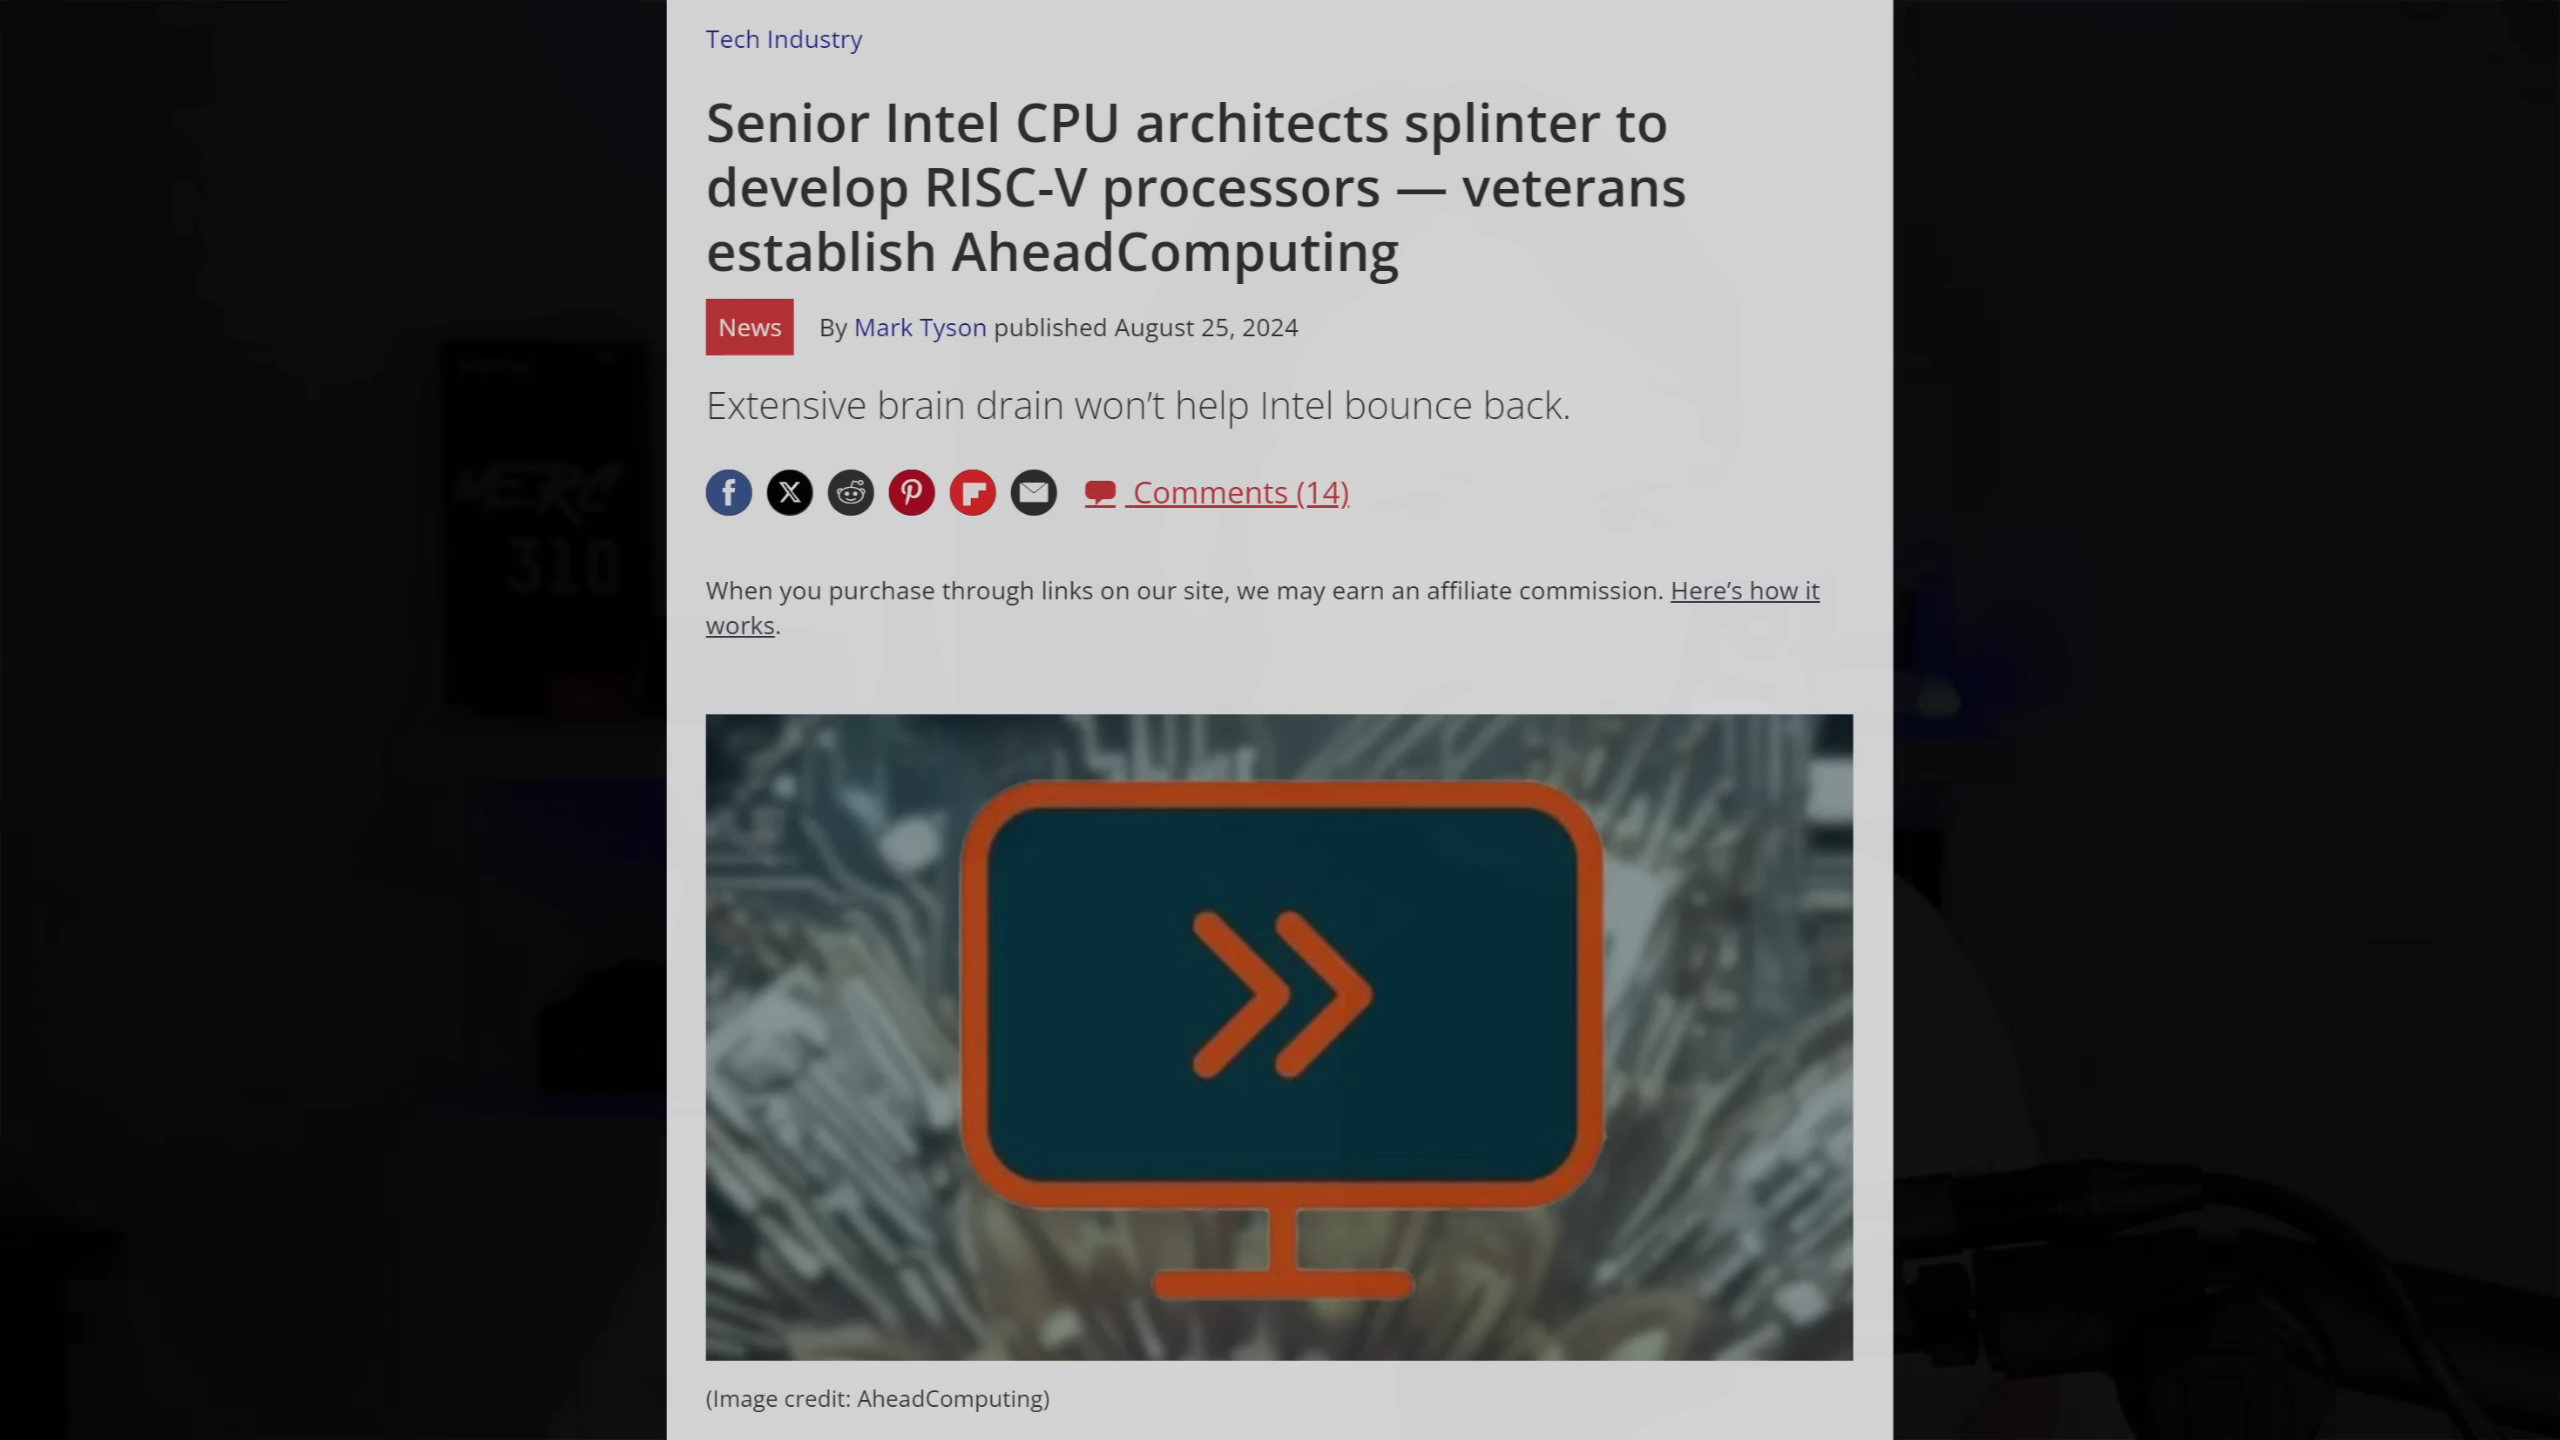 Tech Industry
Senior Intel CPU architects splinter to
develop RISC-V processors — veterans
establish AheadComputing
News By Mark Tyson published August 25, 2024
Extensive brain drain won’t help Intel bounce back.
Comments (14)
When you purchase through links on our site, we may earn an affiliate commission. Here’s how it
works.
MERC
310
(Image credit: AheadComputing)